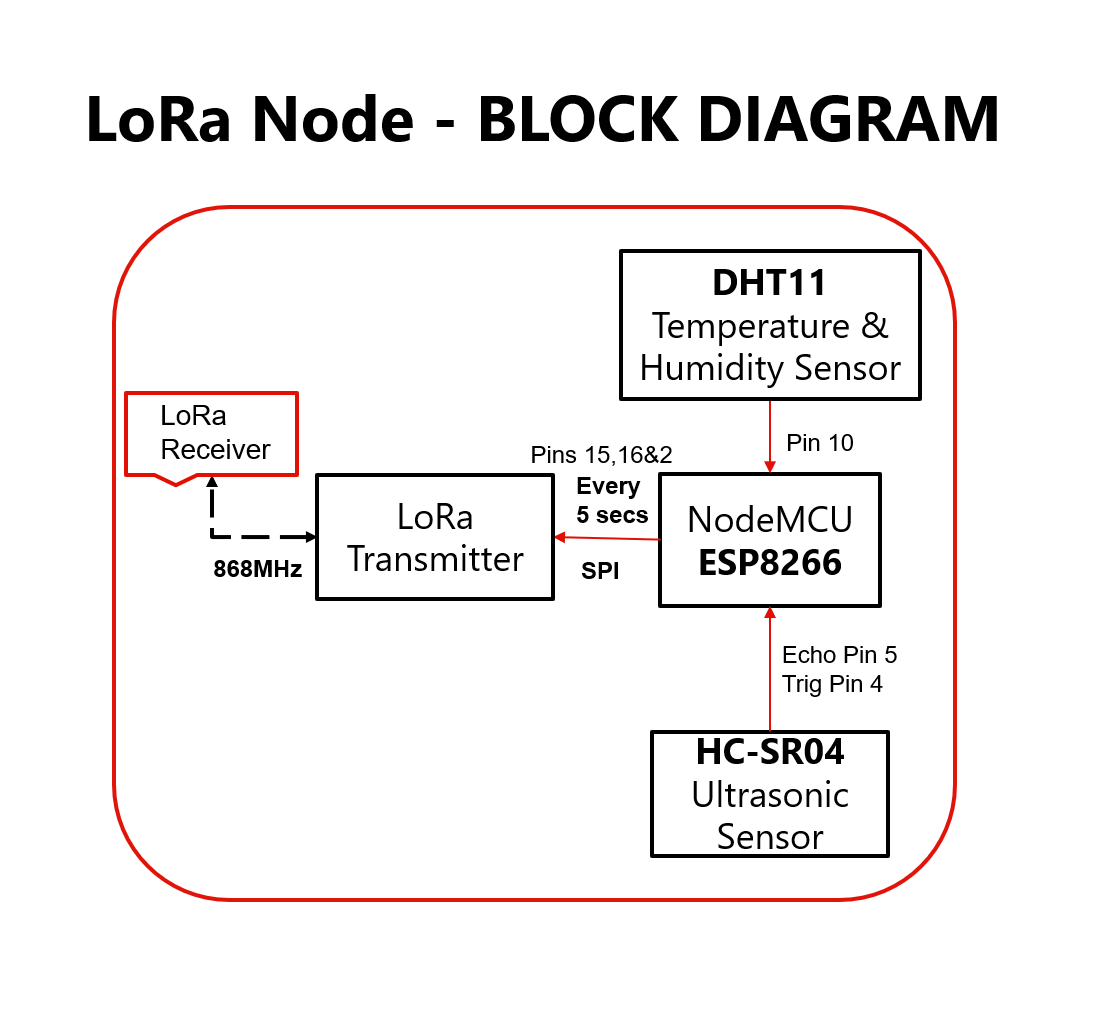 LoRa Node - BLOCK DIAGRAM
DHT11
Temperature &
Humidity Sensor
LoRa
Receiver
Pin 10
Pins 15,16&2
Every
5 secs
SPI
LoRa
Transmitter
NodeMCU
ESP8266
868MHz
Echo Pin 5
Trig Pin 4
HC-SR04
Ultrasonic
Sensor